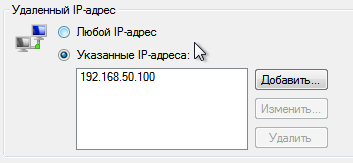 Удаленный IP-адрес
Любой IP-адрес
Указанные IP-адреса:
192.168.50.100
Добавить...
Изменить...
Удалить